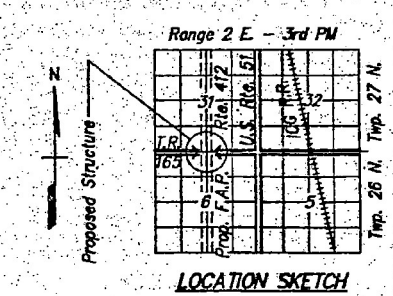 Range 2 E. - 3rd PM
N
Proposed Structure
31
Rte. 412
U.S. Rte. 51
ICG R.R.
32
Twp. 27 N.
T.R.
165
6
Prop. F.A.P.
5
Twp. 26 N.
LOCATION SKETCH